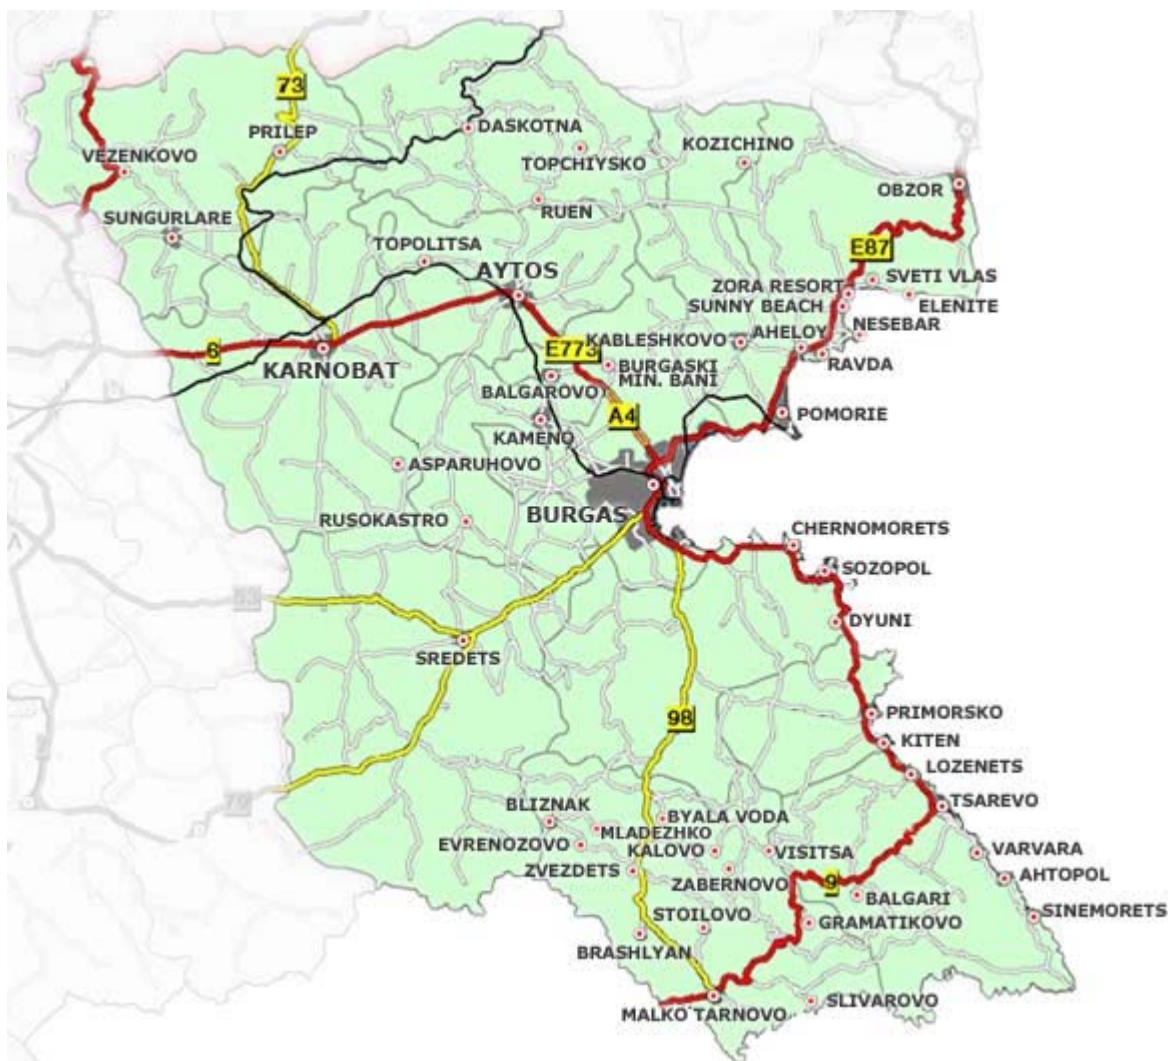 73
DASKOTNA
PRILEP
TOPCHIYSKO
KOZICHINO
VEZENKOVO
OBZOR
RUEN
SUNGURLARE
TOPOLITSA
E87
AYTOS
SVETI VLAS
ZORA RESORT
ELENITE
SUNNY BEACH
NESEBAR
KABLESHKOVO
AHELOY
6
E773
RAVDA
KARNOBAT
BURGASKI
MIN. BANI
BALGAROVO
A4
POMORIE
KAMENO
ASPARUHOVO
BURGAS
RUSOKASTRO
CHERNOMORETS
SOZOPOL
53
DYUNI
SREDETS
98
PRIMORSKO
KITEN
LOZENETS
79
BLIZNAK
BYALA VODA
TSAREVO
MLADEZHKO
EVRENOZOVO
KALOVO
VISITSA
VARVARA
ZVEZDETS
ZABERNOVO
9
AHTOPOL
BALGARI
STOILOVO
GRAMATIKOVO
SINEMORETS
BRASHLYAN
MALKO TARNOVO
SLIVAROVO